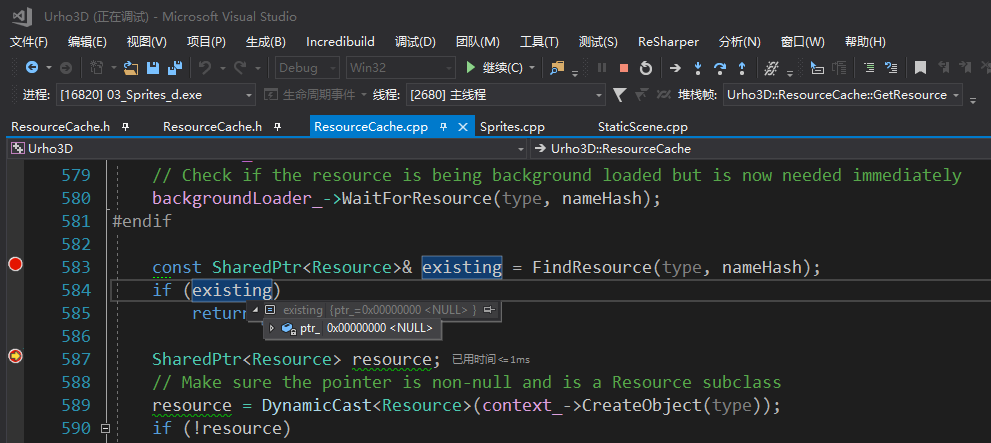 Urho3D (正在调试) - Microsoft Visual Studio
文件(F) 编辑(E) 视图(V) 项目(P) 生成(B) Incredibuild 调试(D) 团队(M) 工具(T) 测试(S) ReSharper 分析(N) 窗口(W) 帮助(H)
Debug Win32 继续(C)
进程: [16820] 03_Sprites_d.exe 生命周期事件 线程: [2680] 主线程 堆栈帧: Urho3D::ResourceCache::GetResource
ResourceCache.h ResourceCache.h ResourceCache.cpp Sprites.cpp StaticScene.cpp
Urho3D Urho3D::ResourceCache
579 // Check if the resource is being background loaded but is now needed immediately
580 backgroundLoader_->WaitForResource(type, nameHash);
581 #endif
582
583 const SharedPtr<Resource>& existing = FindResource(type, nameHash);
584 if (existing)
existing {ptr_=0x00000000 <NULL> }
585 return
ptr_ 0x00000000 <NULL>
586
587 SharedPtr<Resource> resource; 已用时间<=1ms
588 // Make sure the pointer is non-null and is a Resource subclass
589 resource = DynamicCast<Resource>(context_->CreateObject(type));
590 if (!resource)